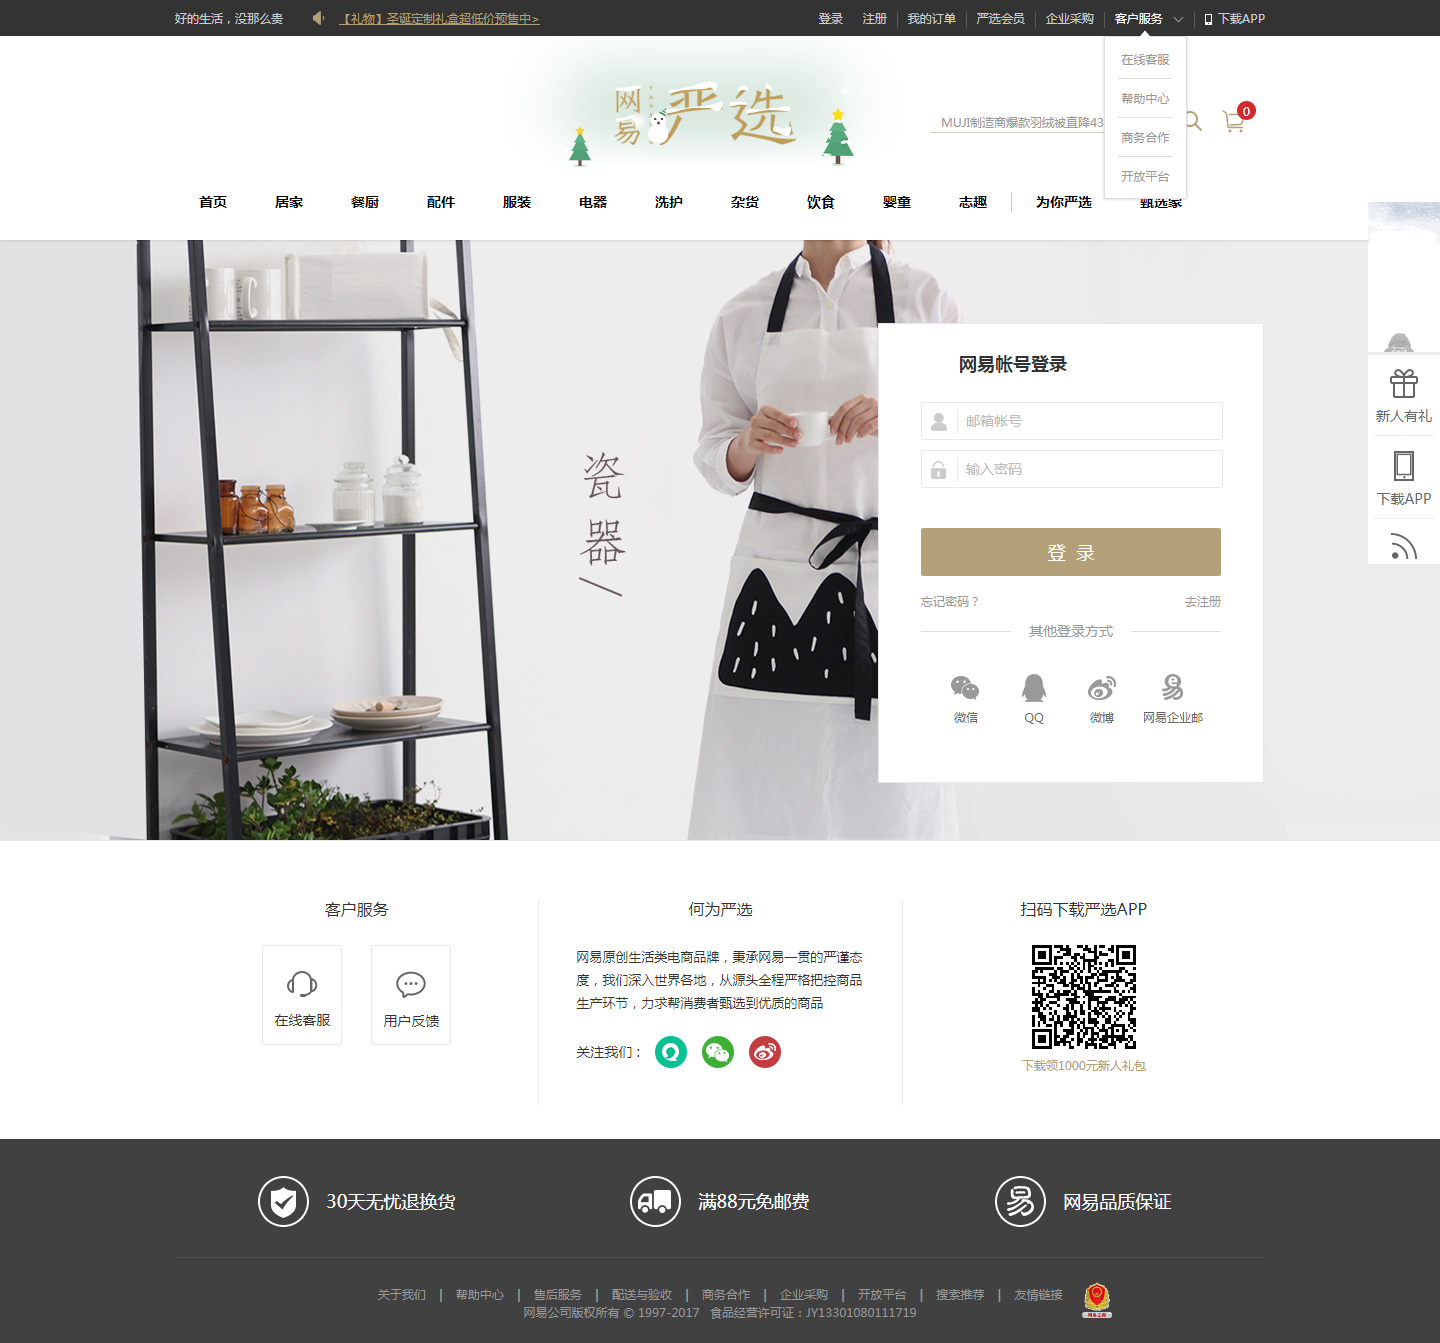 好的生活，没那么贵
【礼物】圣诞定制礼盒超低价预售中>
登录 注册 我的订单 严选会员 企业采购 客户服务 下载APP
在线客服
帮助中心
商务合作
开放平台
网易严选
MUJI制造商爆款羽绒被直降43
0
首页 居家 餐厨 配件 服装 电器 洗护 杂货 饮食 婴童 志趣 为你严选 甄选家
瓷器/
网易帐号登录
邮箱帐号
输入密码
登 录
忘记密码？ 去注册
其他登录方式
微信 QQ 微博 网易企业邮
新人有礼
下载APP
客户服务
在线客服 用户反馈
何为严选
网易原创生活类电商品牌，秉承网易一贯的严谨态
度，我们深入世界各地，从源头全程严格把控商品
生产环节，力求帮消费者甄选到优质的商品
关注我们：
扫码下载严选APP
下载领1000元新人礼包
30天无忧退换货 满88元免邮费 易 网易品质保证
关于我们 | 帮助中心 | 售后服务 | 配送与验收 | 商务合作 | 企业采购 | 开放平台 | 搜索推荐 | 友情链接
网易公司版权所有 © 1997-2017 食品经营许可证：JY13301080111719